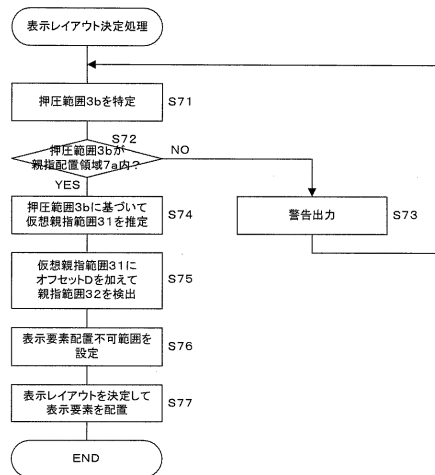 表示レイアウト決定処理
押圧範囲3bを特定
S71
S72
押圧範囲3bが
親指配置領域7a内?
NO
YES
押圧範囲3bに基づいて
仮想親指範囲31を推定
S74
警告出力
S73
仮想親指範囲31に
オフセットDを加えて
親指範囲32を検出
S75
表示要素配置不可範囲を
設定
S76
表示レイアウトを決定して
表示要素を配置
S77
END